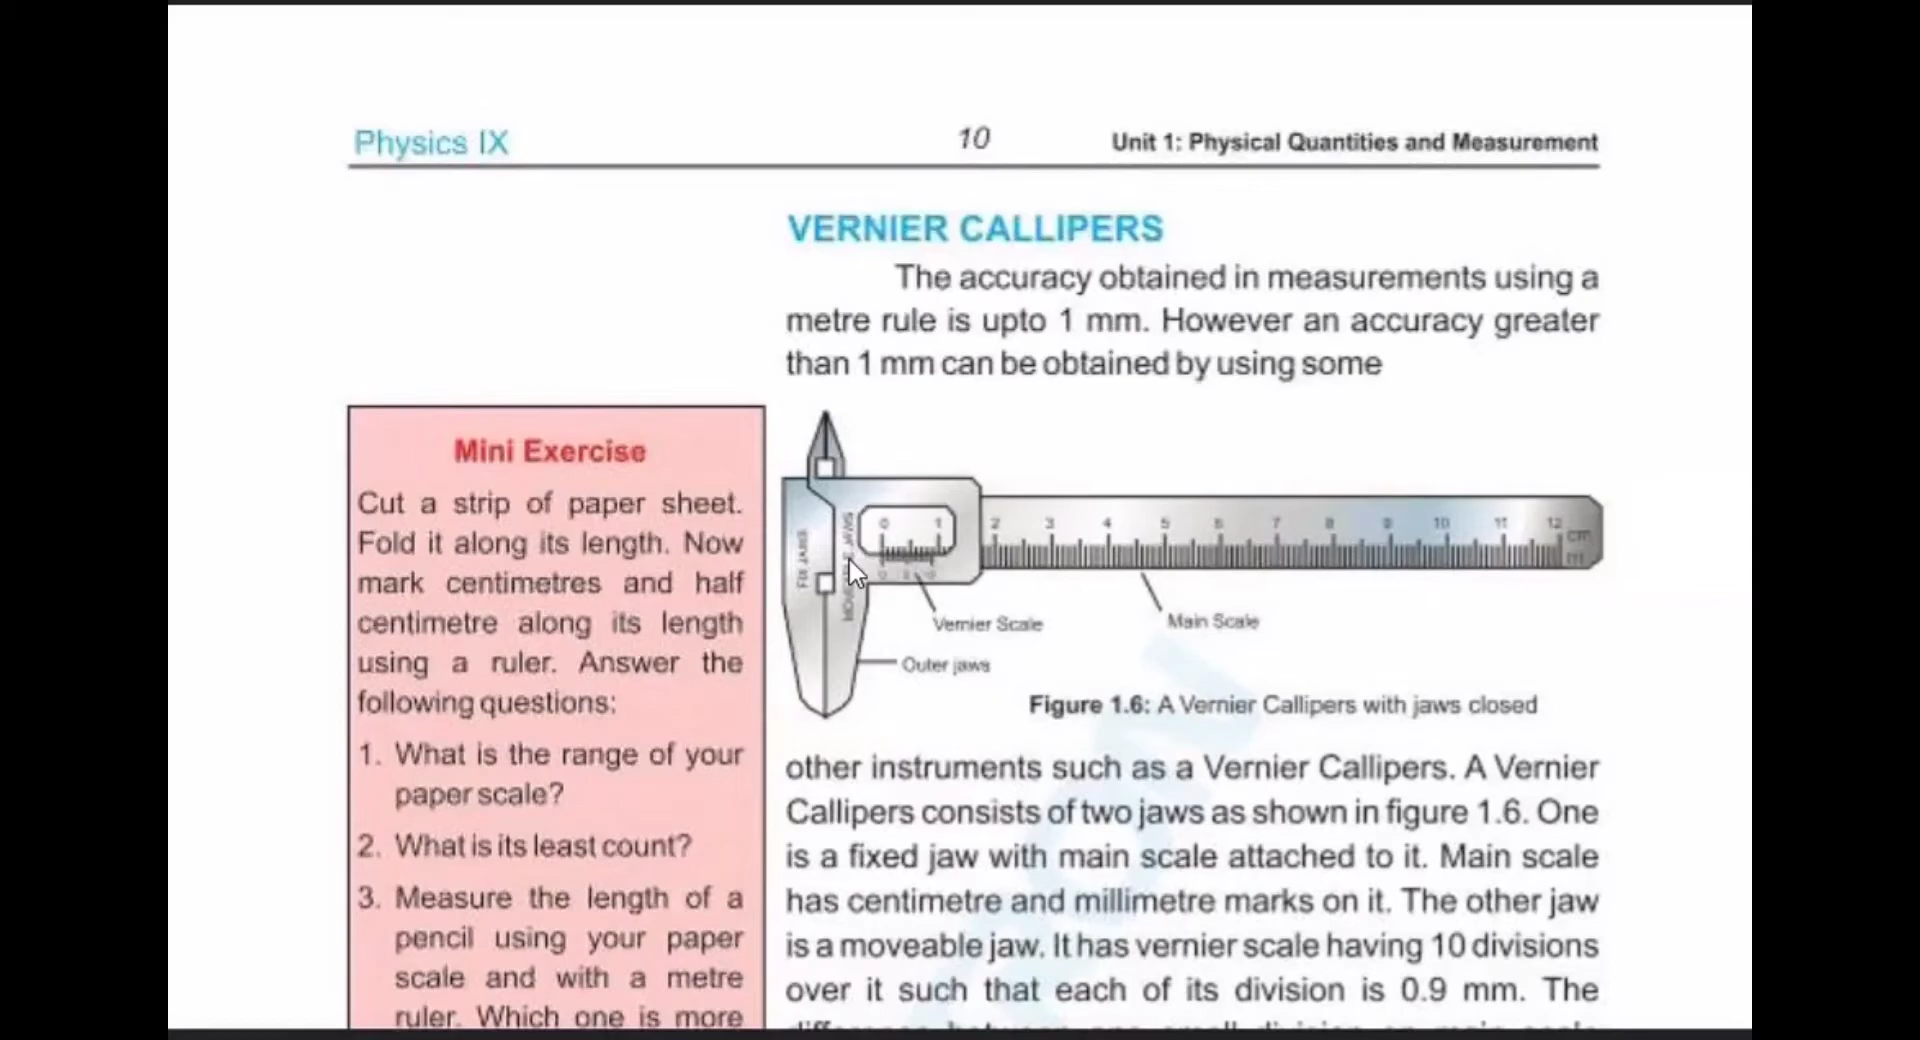 Physics IX
10
Unit 1: Physical Quantities and Measurement
VERNIER CALLIPERS
The accuracy obtained in measurements using a
metre rule is upto 1 mm. However an accuracy greater
than 1 mm can be obtained by using some
Mini Exercise
Cut a strip of paper sheet.
Fold it along its length. Now
mark centimetres and half
centimetre along its length
using a ruler. Answer the
following questions:
1. What is the range of your
paper scale?
2. What is its least count?
3. Measure the length of a
pencil using your paper
scale and with a metre
ruler. Which one is more
0 1 2 3 4 5 6 7 8 9 10 11 12 cm
FIX JAWS
Vernier Scale
Main Scale
Outer jaws
Figure 1.6: A Vernier Callipers with jaws closed
other instruments such as a Vernier Callipers. A Vernier
Callipers consists of two jaws as shown in figure 1.6. One
is a fixed jaw with main scale attached to it. Main scale
has centimetre and millimetre marks on it. The other jaw
is a moveable jaw. It has vernier scale having 10 divisions
over it such that each of its division is 0.9 mm. The